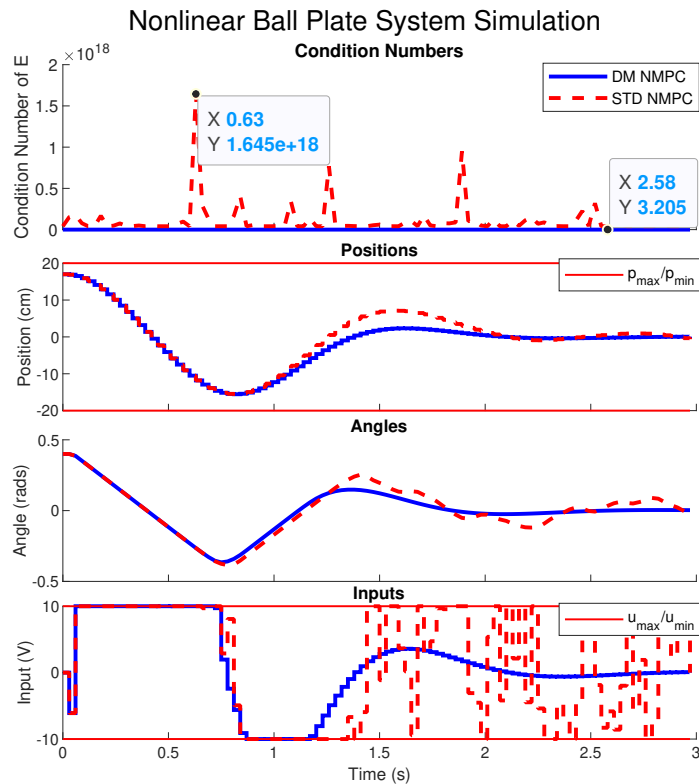 Nonlinear Ball Plate System Simulation
Condition Numbers
×10^18
Condition Number of E
2
1.5
1
0.5
0
DM NMPC
STD NMPC
X 0.63
Y 1.645e+18
X 2.58
Y 3.205
Positions
Position (cm)
20
10
0
-10
-20
p_max/p_min
Angles
Angle (rads)
0.5
0
-0.5
Inputs
Input (V)
10
0
-10
u_max/u_min
0
0.5
1
1.5
2
2.5
3
Time (s)